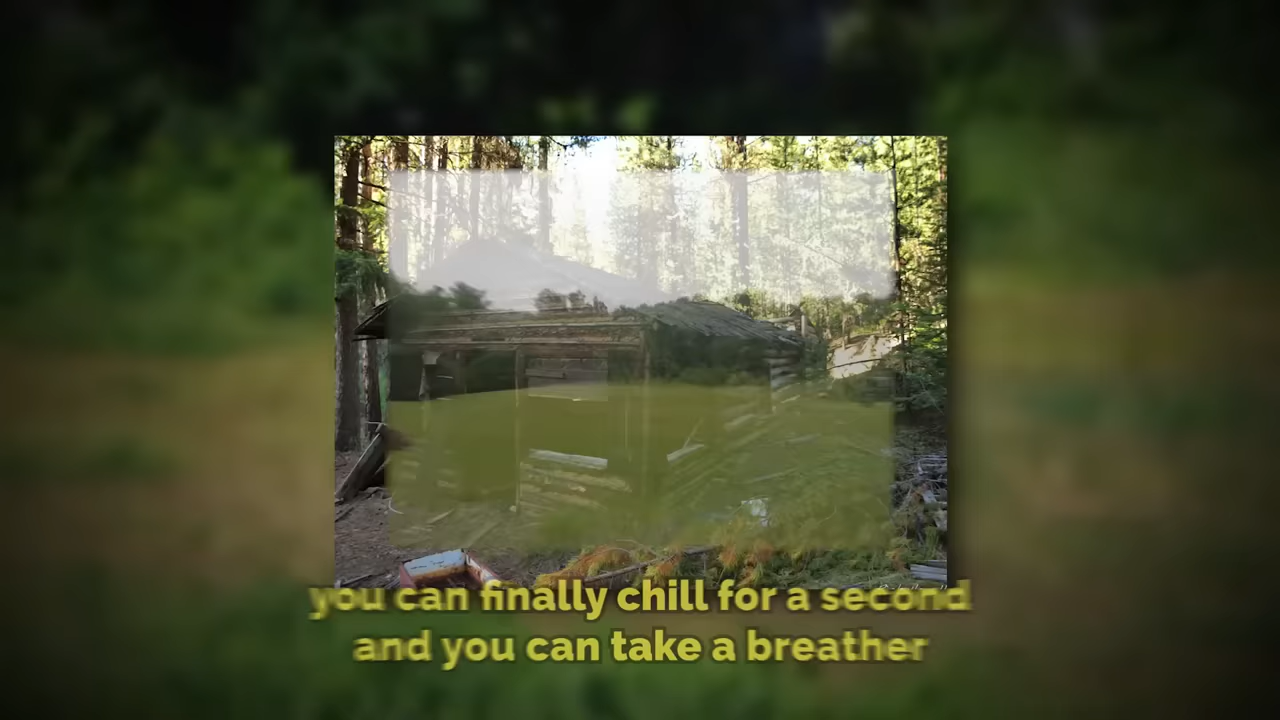 you can finally chill for a second
and you can take a breather